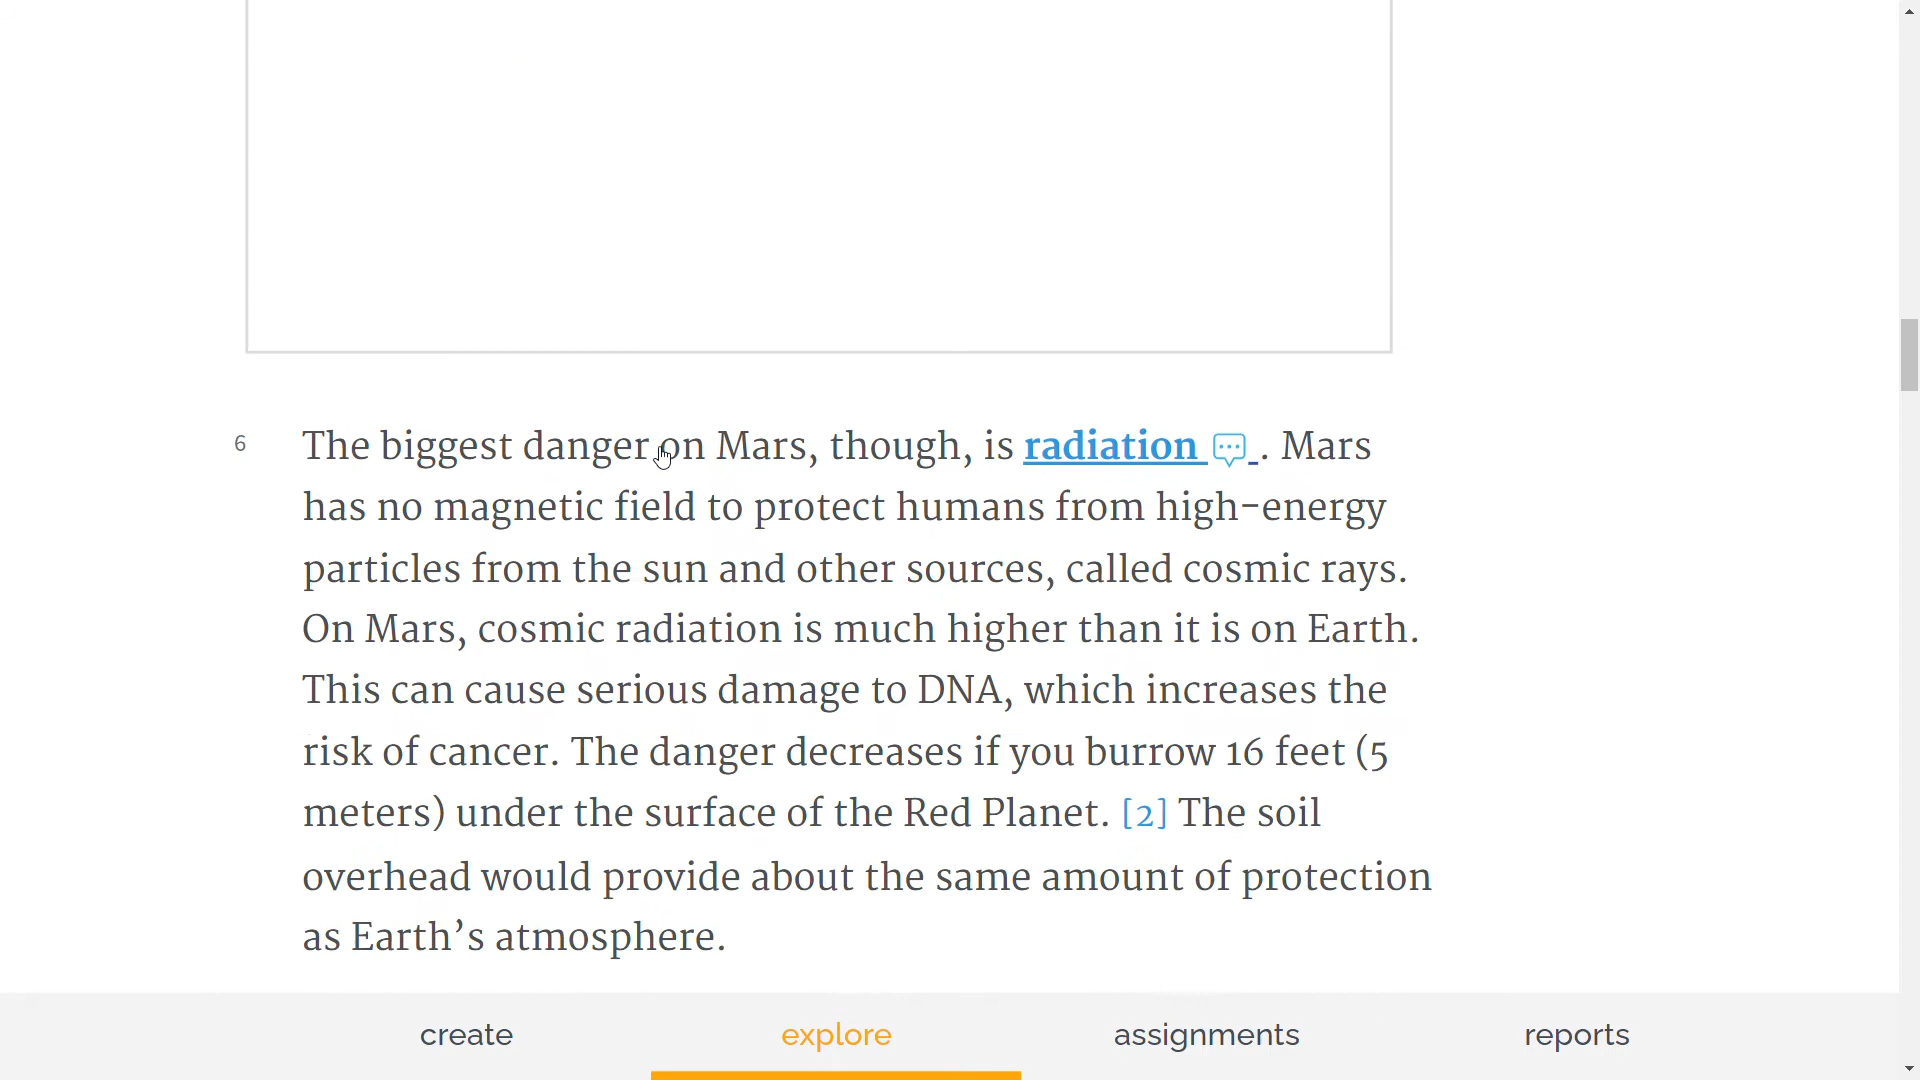 6
The biggest danger on Mars, though, is radiation. Mars
has no magnetic field to protect humans from high-energy
particles from the sun and other sources, called cosmic rays.
On Mars, cosmic radiation is much higher than it is on Earth.
This can cause serious damage to DNA, which increases the
risk of cancer. The danger decreases if you burrow 16 feet (5
meters) under the surface of the Red Planet. [2] The soil
overhead would provide about the same amount of protection
as Earth’s atmosphere.
create explore assignments reports